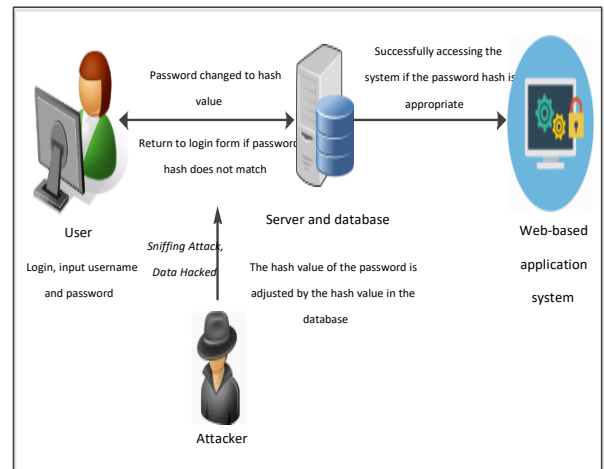 Password changed to hash
value
Return to login form if password
hash does not match
Successfully accessing the
system if the password hash is
appropriate
User
Login, input username
and password
Sniffing Attack,
Data Hacked
Server and database
The hash value of the password is
adjusted by the hash value in the
database
Web-based
application
system
Attacker